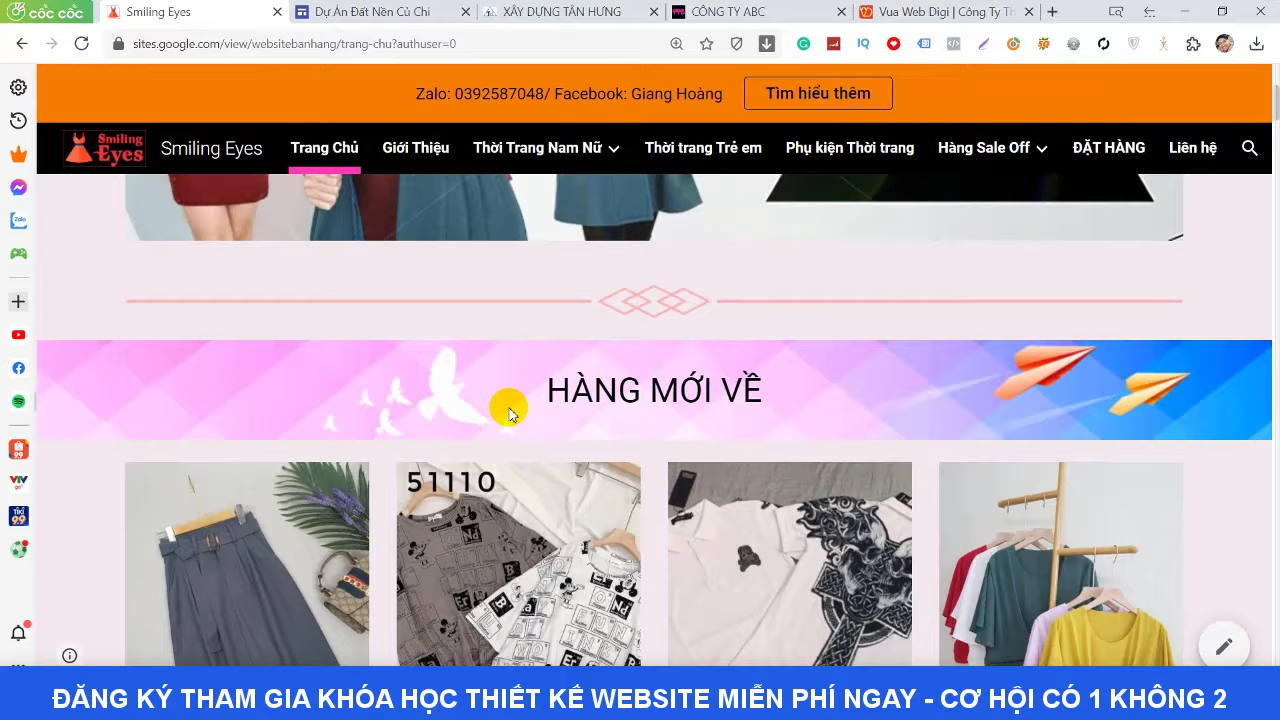 cốc cốc
Smiling Eyes
Dự Án Đất Nền Củ Chi
XÂY DỰNG TÂN HƯNG
CÔNG TY ABC
Vua Web Digi | Công Ty Th
sites.google.com/view/websitebanhang/trang-chu?authuser=0
Zalo: 0392587048/ Facebook: Giang Hoàng
Tìm hiểu thêm
Smiling Eyes
Smiling Eyes
Trang Chủ
Giới Thiệu
Thời Trang Nam Nữ
Thời trang Trẻ em
Phụ kiện Thời trang
Hàng Sale Off
ĐẶT HÀNG
Liên hệ
HÀNG MỚI VỀ
51110
ĐĂNG KÝ THAM GIA KHÓA HỌC THIẾT KẾ WEBSITE MIỄN PHÍ NGAY - CƠ HỘI CÓ 1 KHÔNG 2